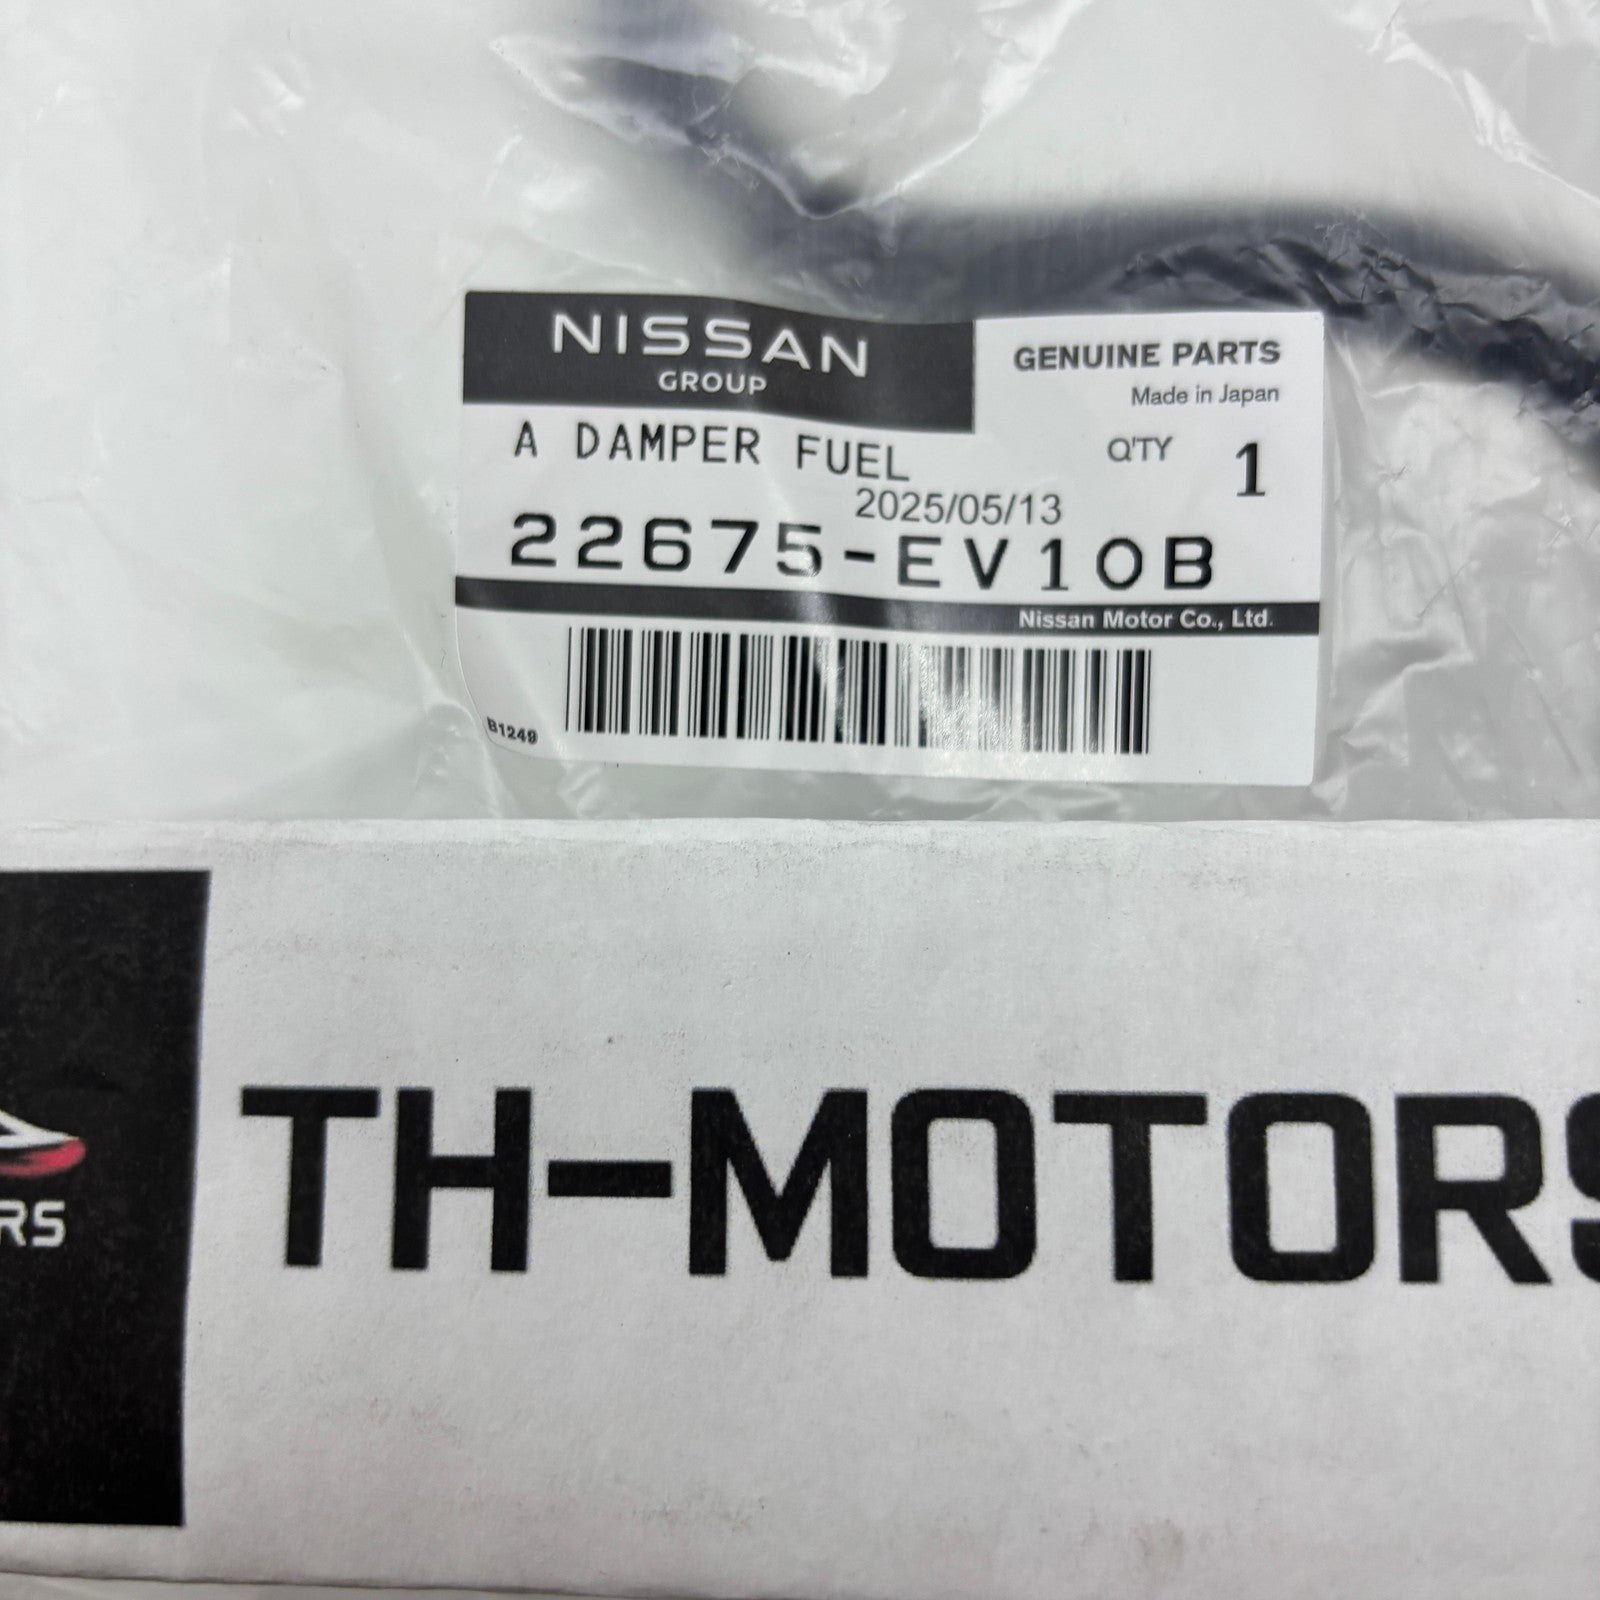 NISSAN
GROUP
GENUINE PARTS
Made in Japan
A DAMPER FUEL
Q'TY 1
2025/05/13
22675-EV10B
Nissan Motor Co., Ltd.
B1249
TH-MOTORS
RS